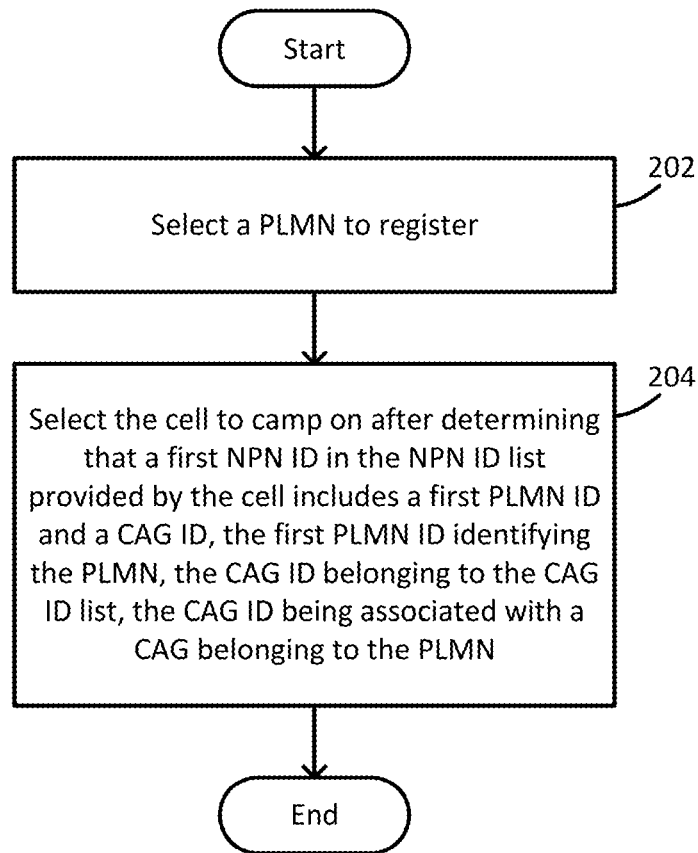 Start
202
Select a PLMN to register
204
Select the cell to camp on after determining
that a first NPN ID in the NPN ID list
provided by the cell includes a first PLMN ID
and a CAG ID, the first PLMN ID identifying
the PLMN, the CAG ID belonging to the CAG
ID list, the CAG ID being associated with a
CAG belonging to the PLMN
End